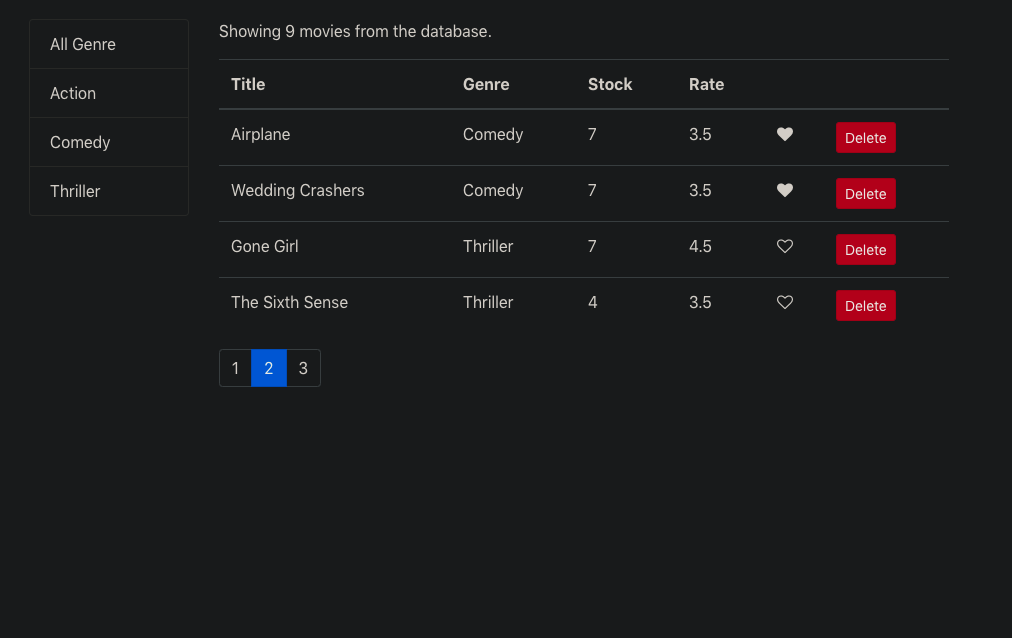 All Genre
Action
Comedy
Thriller
Showing 9 movies from the database.
Title Genre Stock Rate
Airplane Comedy 7 3.5 Delete
Wedding Crashers Comedy 7 3.5 Delete
Gone Girl Thriller 7 4.5 Delete
The Sixth Sense Thriller 4 3.5 Delete
1 2 3